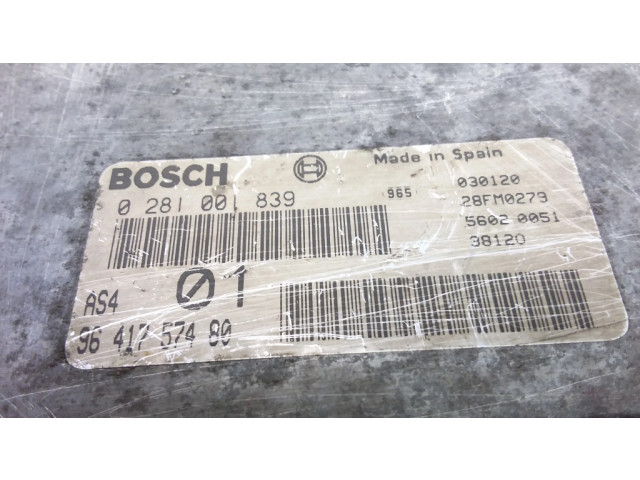 BOSCH
Made in Spain
0 281 001 839
965
030120
28FM0273
5602 0051
38120
AS4
01
96 417 574 80